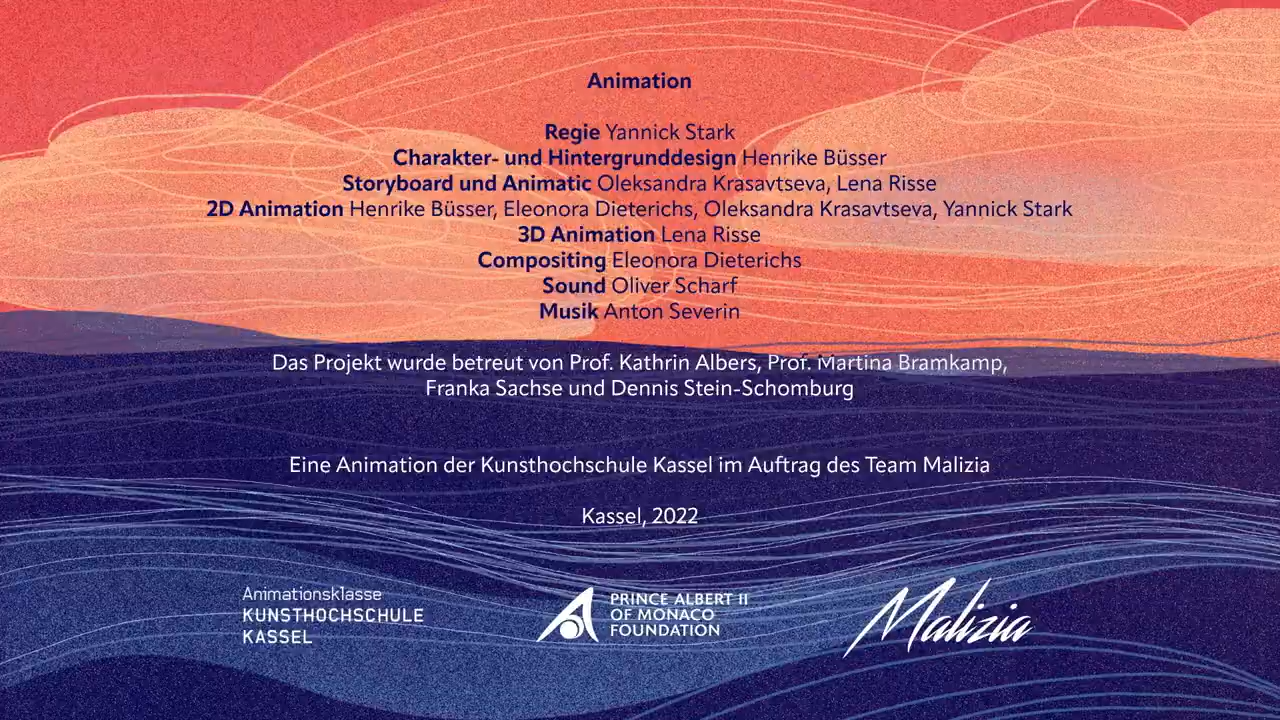 Animation
Regie Yannick Stark
Charakter- und Hintergrunddesign Henrike Büsser
Storyboard und Animatic Oleksandra Krasavtseva, Lena Risse
2D Animation Henrike Büsser, Eleonora Dieterichs, Oleksandra Krasavtseva, Yannick Stark
3D Animation Lena Risse
Compositing Eleonora Dieterichs
Sound Oliver Scharf
Musik Anton Severin
Das Projekt wurde betreut von Prof. Kathrin Albers, Prof. Martina Bramkamp,
Franka Sachse und Dennis Stein-Schomburg
Eine Animation der Kunsthochschule Kassel im Auftrag des Team Malizia
Kassel, 2022
Animationsklasse
KUNSTHOCHSCHULE
KASSEL
PRINCE ALBERT II
OF MONACO
FOUNDATION
Malizia